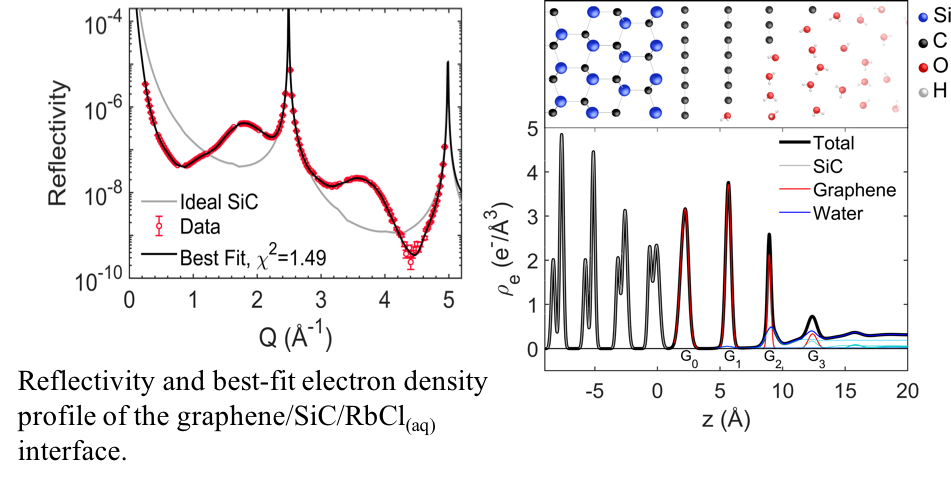 10⁻⁴
10⁻⁶
10⁻⁸
10⁻¹⁰
Reflectivity
Ideal SiC
Data
Best Fit, χ²=1.49
0 1 2 3 4 5
Q (Å⁻¹)
Reflectivity and best-fit electron density
profile of the graphene/SiC/RbCl(aq)
interface.
Si
C
O
H
5
4
3
2
1
0
ρe (e⁻/Å³)
Total
SiC
Graphene
Water
G₀ G₁ G₂ G₃
-5 0 5 10 15 20
z (Å)